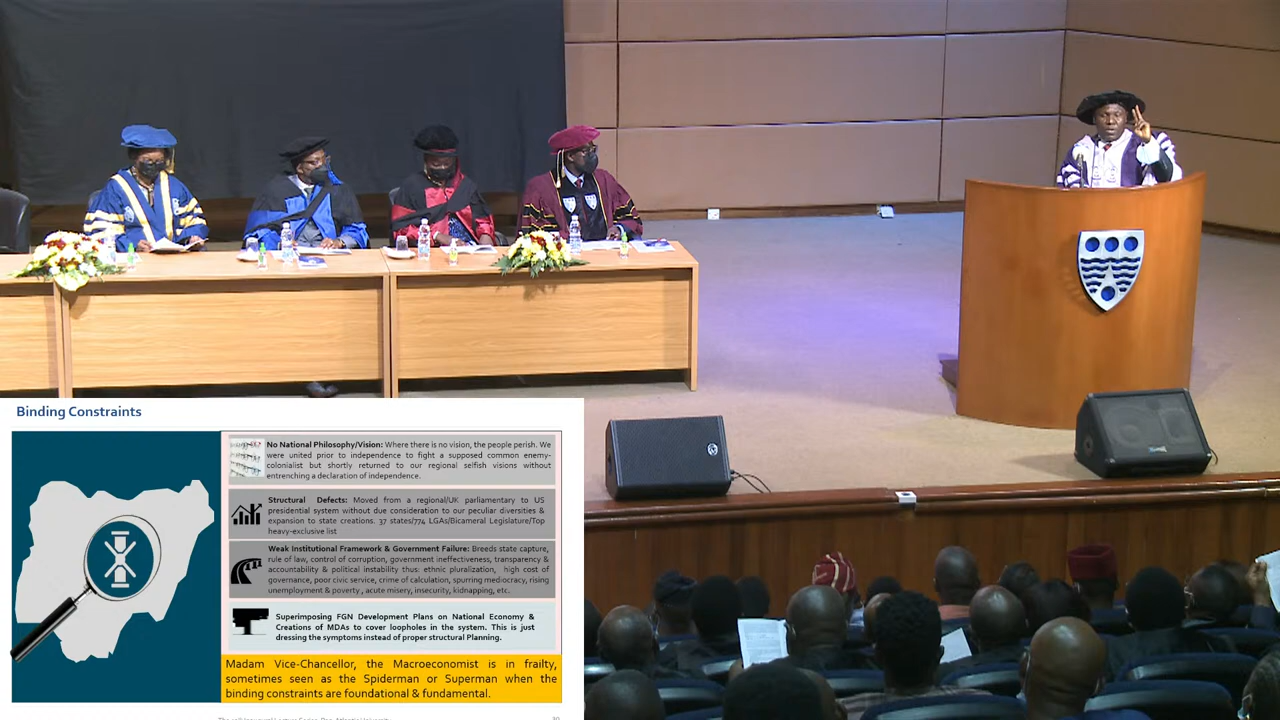 Binding Constraints
No National Philosophy/Vision: Where there is no vision, the people perish. We
were united prior to independence to fight a supposed common enemy-
colonialist but shortly returned to our regional selfish visions without
entrenching a declaration of independence.
Structural Defects: Moved from a regional/UK parliamentary to US
presidential system without due consideration to our peculiar diversities &
expansion to state creations. 37 states/774 LGAs/Bicameral Legislature/Top
heavy-exclusive list
Weak Institutional Framework & Government Failure: Breeds state capture,
rule of law, control of corruption, government ineffectiveness, transparency &
accountability & political instability thus: ethnic pluralization, high cost of
governance, poor civic service, crime of calculation, spurring mediocracy, rising
unemployment & poverty, acute misery, insecurity, kidnapping, etc.
Superimposing FGN Development Plans on National Economy &
Creations of MDAs to cover loopholes in the system. This is just
dressing the symptoms instead of proper structural Planning.
Madam Vice-Chancellor, the Macroeconomist is in frailty,
sometimes seen as the Spiderman or Superman when the
binding constraints are foundational & fundamental.